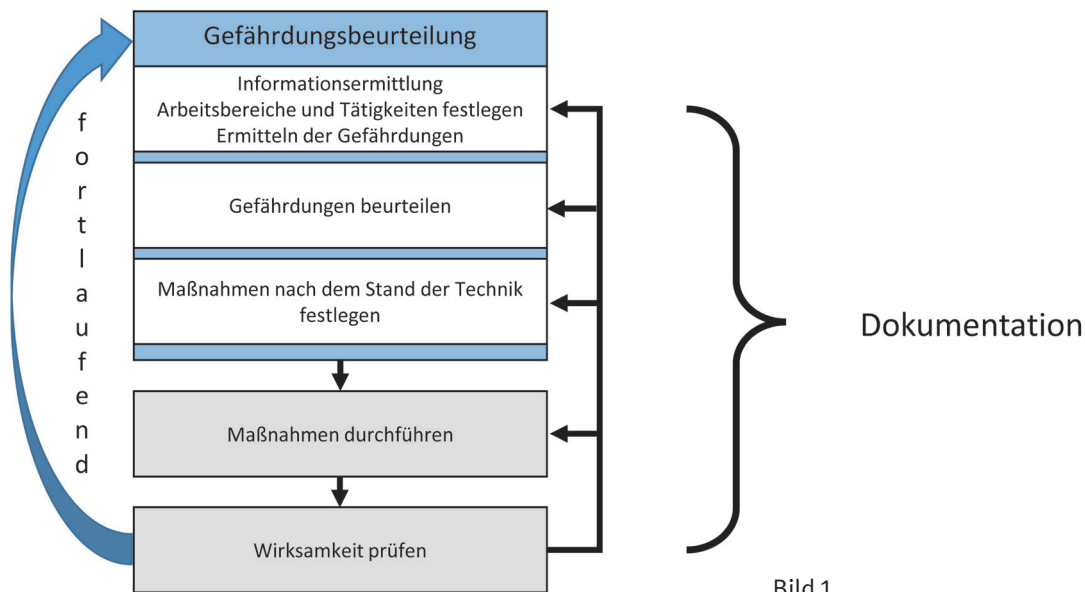 Gefährdungsbeurteilung
Informationsermittlung
Arbeitsbereiche und Tätigkeiten festlegen
Ermitteln der Gefährdungen
Gefährdungen beurteilen
Maßnahmen nach dem Stand der Technik
festlegen
Maßnahmen durchführen
Wirksamkeit prüfen
fortlaufend
Dokumentation
Bild 1